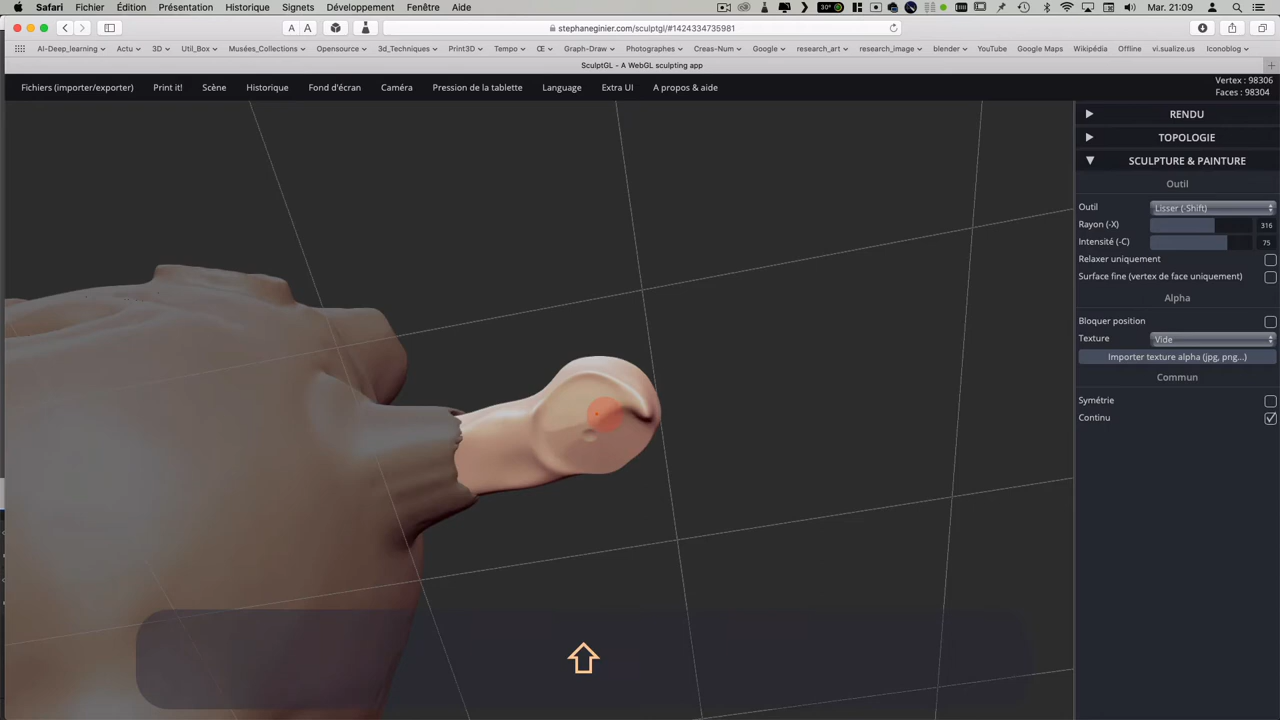 Safari Fichier Édition Présentation Historique Signets Développement Fenêtre Aide 30° Mar. 21:09
A A stephaneginier.com/sculptgl/#1424334735981
AI-Deep_learning Actu 3D Util_Box Musées_Collections Opensource 3d_Techniques Print3D Tempo Œ Graph-Draw Photographes Creas-Num Google research_art research_image blender YouTube Google Maps Wikipédia Offline vi.sualize.us Iconoblog
SculptGL - A WebGL sculpting app
Fichiers (importer/exporter) Print it! Scène Historique Fond d'écran Caméra Pression de la tablette Language Extra UI A propos & aide
Vertex : 98306
Faces : 98304
RENDU
TOPOLOGIE
SCULPTURE & PAINTURE
Outil
Outil Lisser (-Shift)
Rayon (-X) 316
Intensité (-C) 75
Relaxer uniquement
Surface fine (vertex de face uniquement)
Alpha
Bloquer position
Texture Vide
Importer texture alpha (jpg, png...)
Commun
Symétrie
Continu